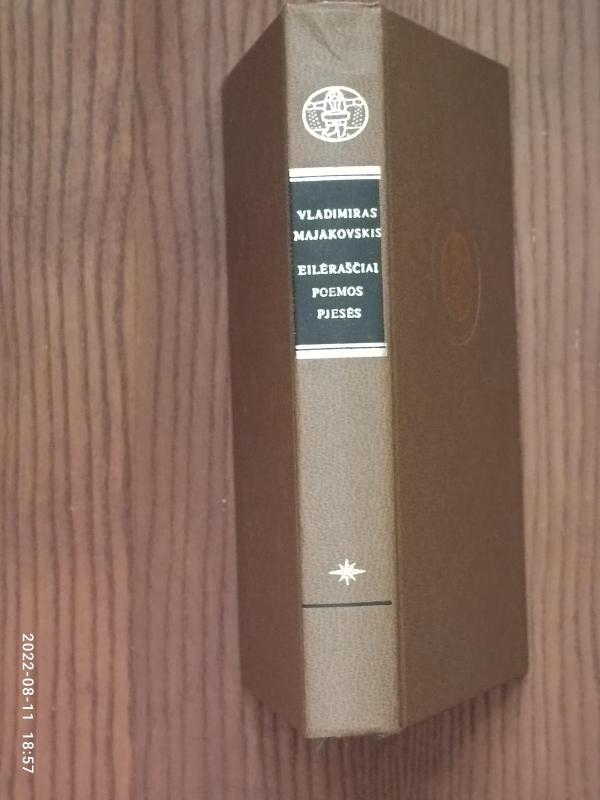 VLADIMIRAS
MAJAKOVSKIS
EILĖRAŠČIAI
POEMOS
PJESĖS
2022-08-11 18:57